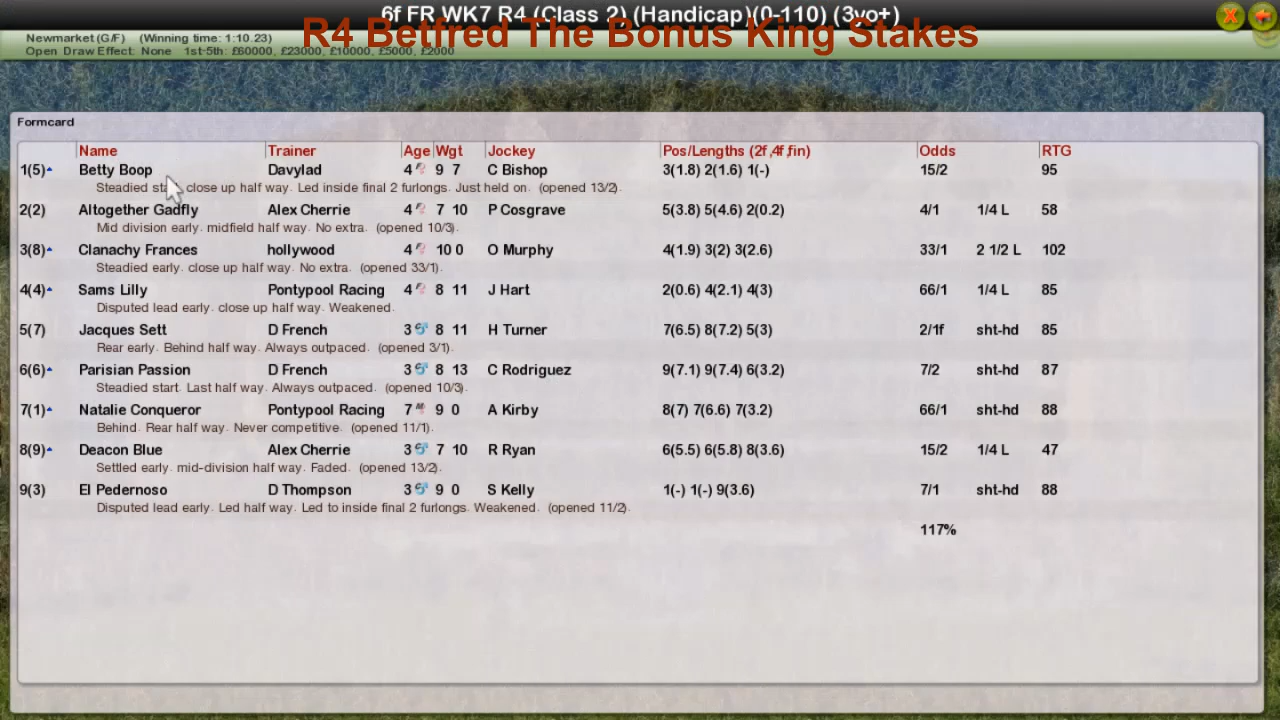 6f FR WK7 R4 (Class 2) (Handicap)(0-110) (3yo+)
R4 Betfred The Bonus King Stakes
Newmarket (G/F) (Winning time: 1:10.23)
Open Draw Effect: None 1st-5th: £60000, £23000, £10000, £5000, £2000
Formcard
Name Trainer Age Wgt Jockey Pos/Lengths (2f,4f,fin) Odds RTG
1(5) Betty Boop Davylad 4 9 7 C Bishop 3(1.8) 2(1.6) 1(-) 15/2 95
Steadied start. close up half way. Led inside final 2 furlongs. Just held on. (opened 13/2).
2(2) Altogether Gadfly Alex Cherrie 4 7 10 P Cosgrave 5(3.8) 5(4.6) 2(0.2) 4/1 1/4 L 58
Mid division early. midfield half way. No extra. (opened 10/3).
3(8) Clanachy Frances hollywood 4 10 0 O Murphy 4(1.9) 3(2) 3(2.6) 33/1 2 1/2 L 102
Steadied early. close up half way. No extra. (opened 33/1).
4(4) Sams Lilly Pontypool Racing 4 8 11 J Hart 2(0.6) 4(2.1) 4(3) 66/1 1/4 L 85
Disputed lead early. close up half way. Weakened.
5(7) Jacques Sett D French 3 8 11 H Turner 7(6.5) 8(7.2) 5(3) 2/1f sht-hd 85
Rear early. Behind half way. Always outpaced. (opened 3/1).
6(6) Parisian Passion D French 3 8 13 C Rodriguez 9(7.1) 9(7.4) 6(3.2) 7/2 sht-hd 87
Steadied start. Last half way. Always outpaced. (opened 10/3).
7(1) Natalie Conqueror Pontypool Racing 7 9 0 A Kirby 8(7) 7(6.6) 7(3.2) 66/1 sht-hd 88
Behind. Rear half way. Never competitive. (opened 11/1).
8(9) Deacon Blue Alex Cherrie 3 7 10 R Ryan 6(5.5) 6(5.8) 8(3.6) 15/2 1/4 L 47
Settled early. mid-division half way. Faded. (opened 13/2).
9(3) El Pedernoso D Thompson 3 9 0 S Kelly 1(-) 1(-) 9(3.6) 7/1 sht-hd 88
Disputed lead early. Led half way. Led to inside final 2 furlongs. Weakened. (opened 11/2).
117%